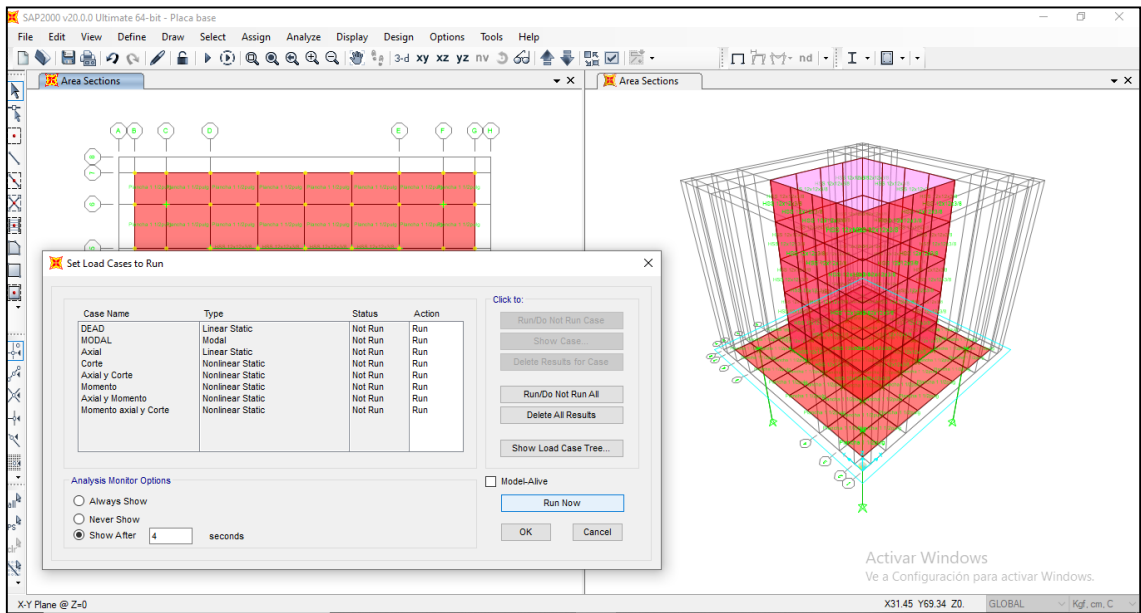 SAP2000 v20.0.0 Ultimate 64-bit - Placa base
File Edit View Define Draw Select Assign Analyze Display Design Options Tools Help
3-d xy xz yz nv nd
Area Sections
Area Sections
A B C D E F G H
Set Load Cases to Run
Case Name Type Status Action
DEAD Linear Static Not Run Run
MODAL Modal Not Run Run
Axial Linear Static Not Run Run
Corte Nonlinear Static Not Run Run
Axial y Corte Nonlinear Static Not Run Run
Momento Nonlinear Static Not Run Run
Axial y Momento Nonlinear Static Not Run Run
Momento axial y Corte Nonlinear Static Not Run Run
Click to:
Run/Do Not Run Case
Show Case...
Delete Results for Case
Run/Do Not Run All
Delete All Results
Show Load Case Tree...
Analysis Monitor Options
Always Show
Never Show
Show After 4 seconds
Model-Alive
Run Now
OK Cancel
all
PS
clr
Activar Windows
Ve a Configuración para activar Windows.
X-Y Plane @ Z=0 X31.45 Y69.34 Z0. GLOBAL Kgf, cm, C